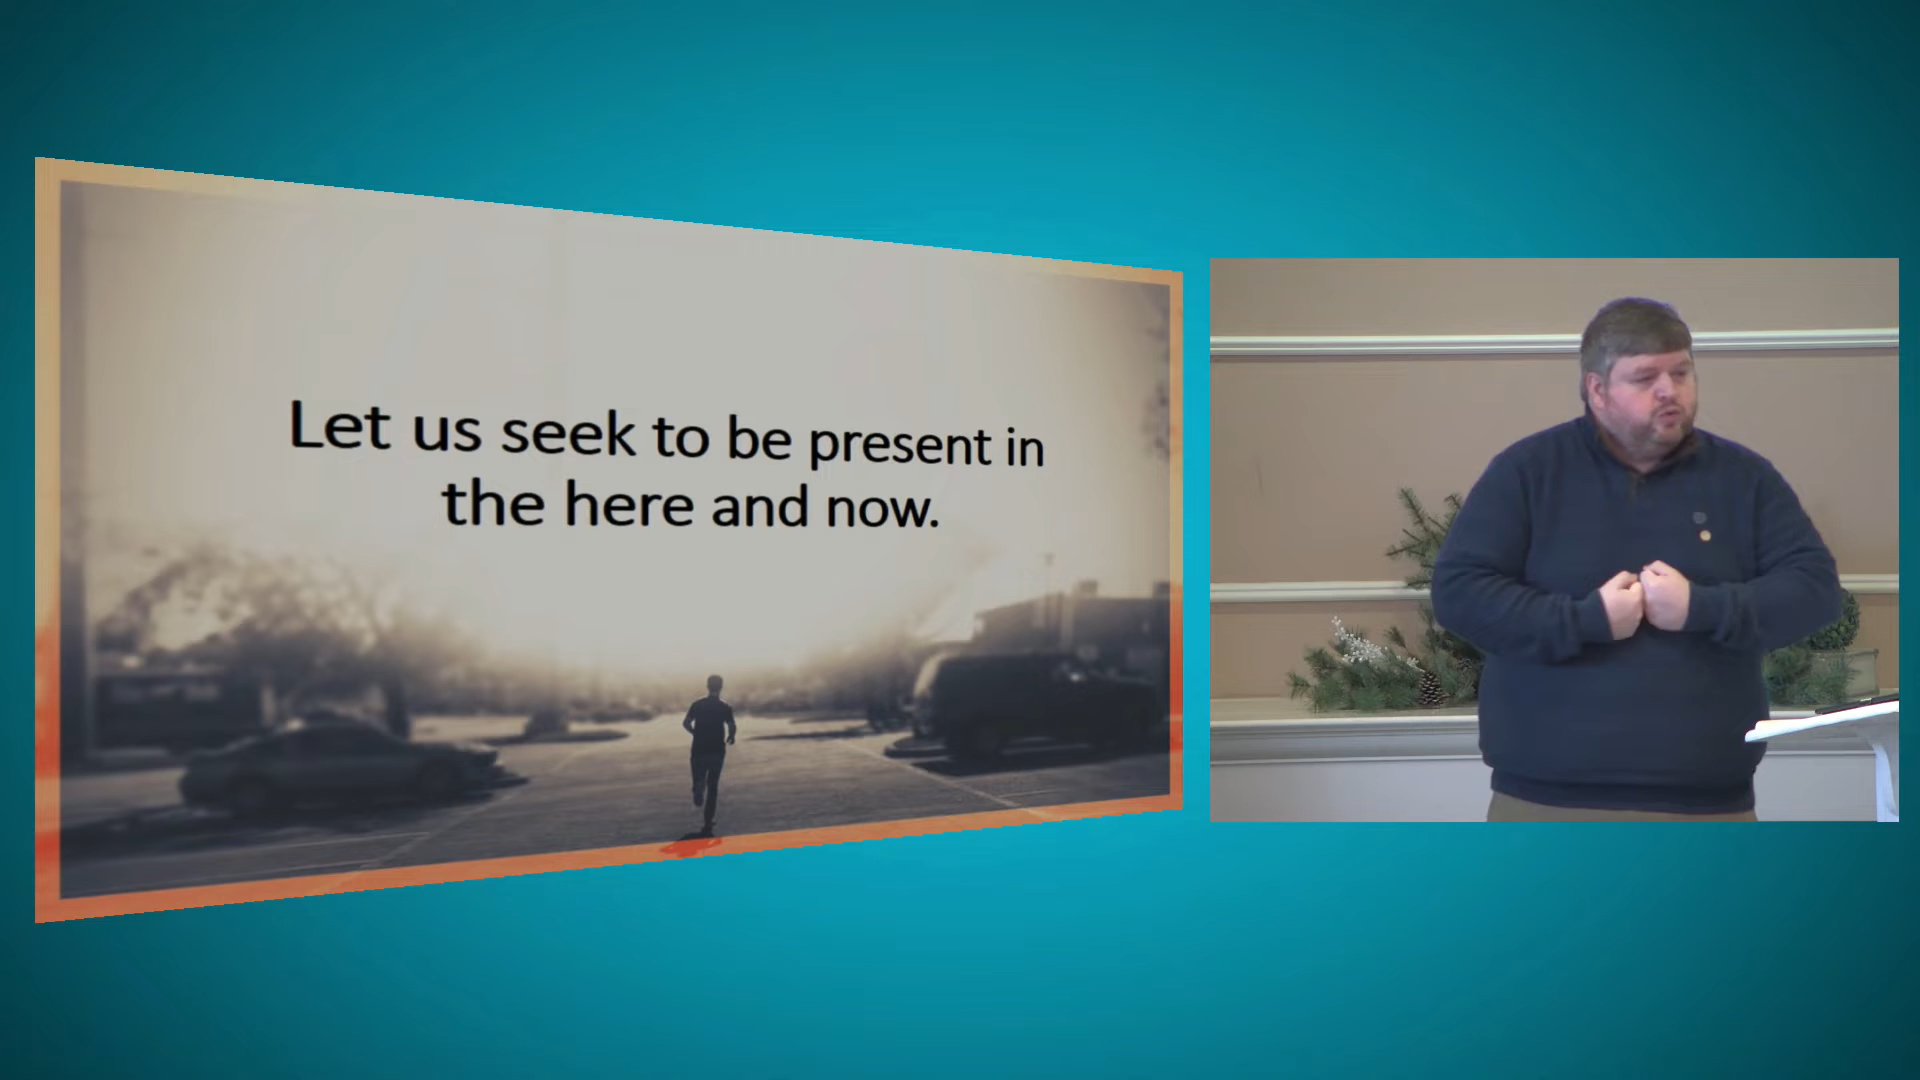 Let us seek to be present in
the here and now.